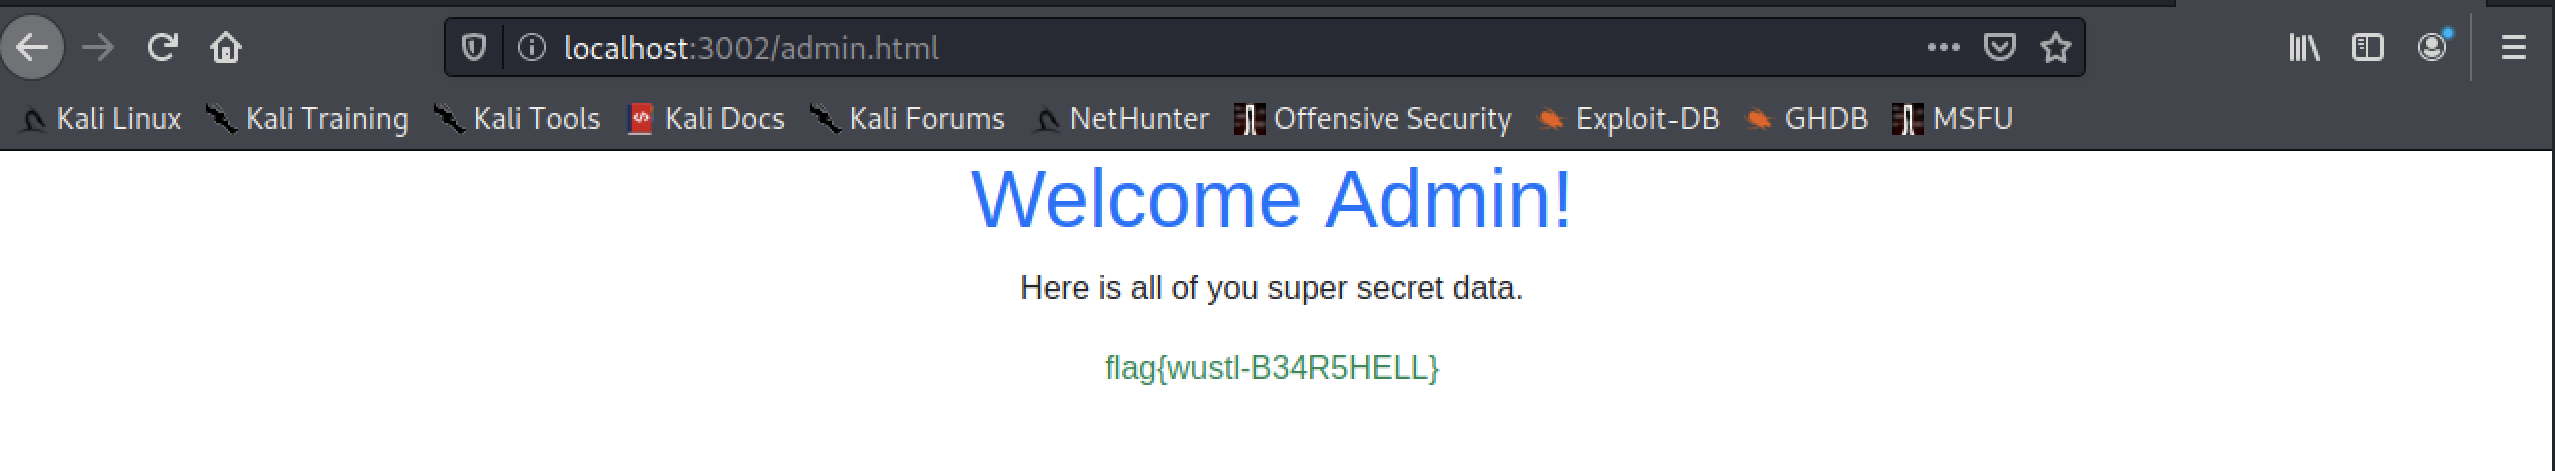 localhost:3002/admin.html
Kali Linux Kali Training Kali Tools Kali Docs Kali Forums NetHunter Offensive Security Exploit-DB GHDB MSFU
Welcome Admin!
Here is all of you super secret data.
flag{wustl-B34R5HELL}